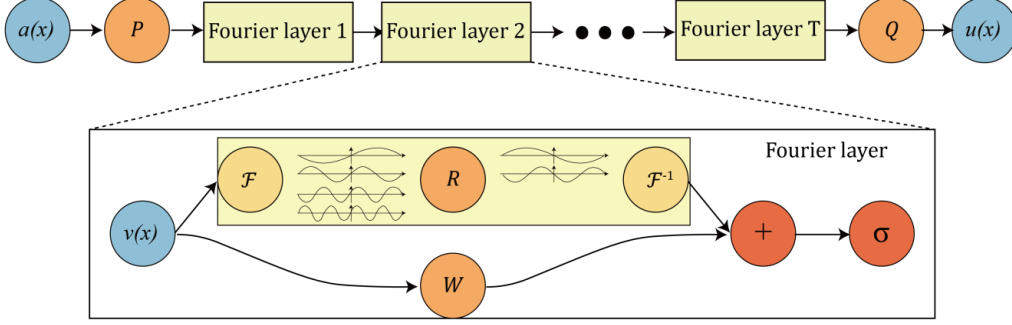 a(x) P Fourier layer 1 Fourier layer 2 Fourier layer T Q u(x)
Fourier layer
ℱ R ℱ⁻¹
v(x) + σ
W